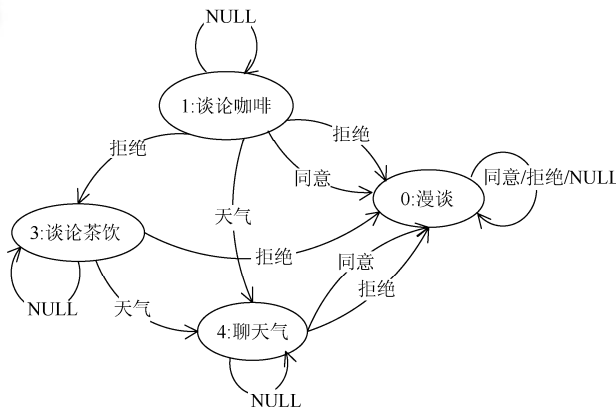 NULL
1:谈论咖啡
拒绝
拒绝
同意
同意/拒绝/NULL
0:漫谈
天气
3:谈论茶饮
拒绝
同意
拒绝
NULL
天气
4:聊天气
NULL